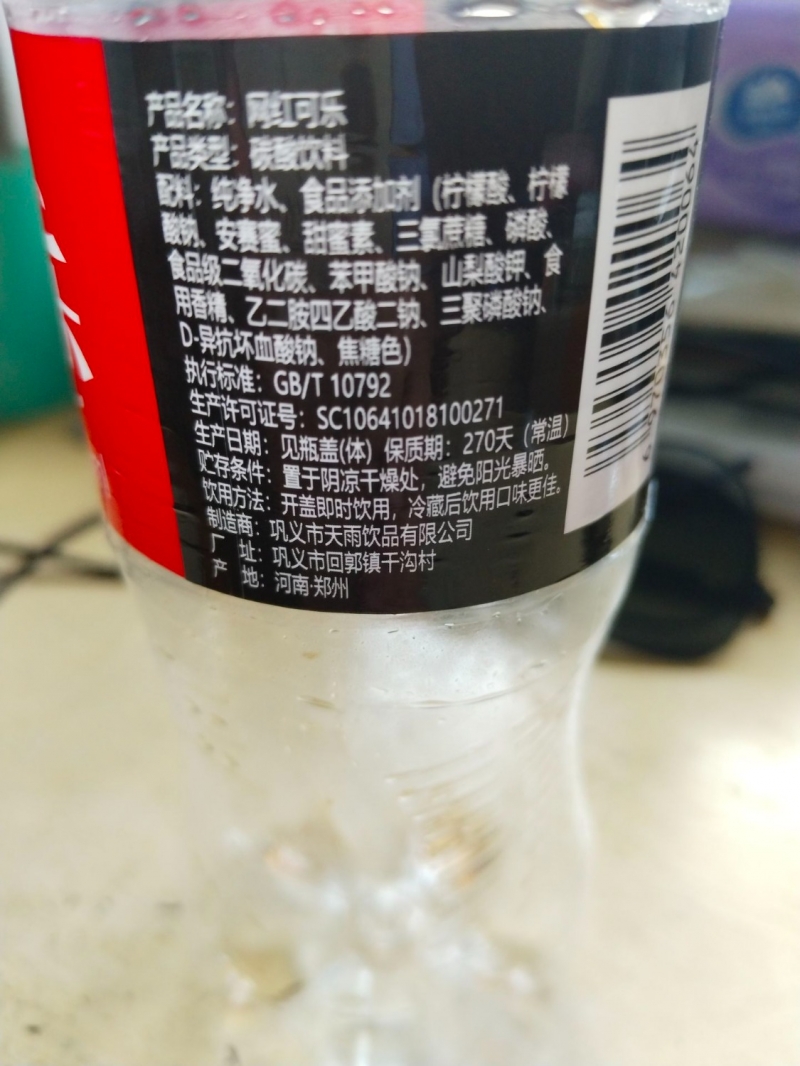 产品名称：网红可乐
产品类型：碳酸饮料
配料：纯净水、食品添加剂（柠檬酸、柠檬
酸钠、安赛蜜、甜蜜素、三氯蔗糖、磷酸、
食品级二氧化碳、苯甲酸钠、山梨酸钾、食
用香精、乙二胺四乙酸二钠、三聚磷酸钠、
D-异抗坏血酸钠、焦糖色）
执行标准：GB/T 10792
生产许可证号：SC10641018100271
生产日期：见瓶盖(体) 保质期：270天（常温）
贮存条件：置于阴凉干燥处，避免阳光暴晒。
饮用方法：开盖即时饮用，冷藏后饮用口味更佳。
制造商：巩义市天雨饮品有限公司
厂 址：巩义市回郭镇干沟村
产 地：河南·郑州